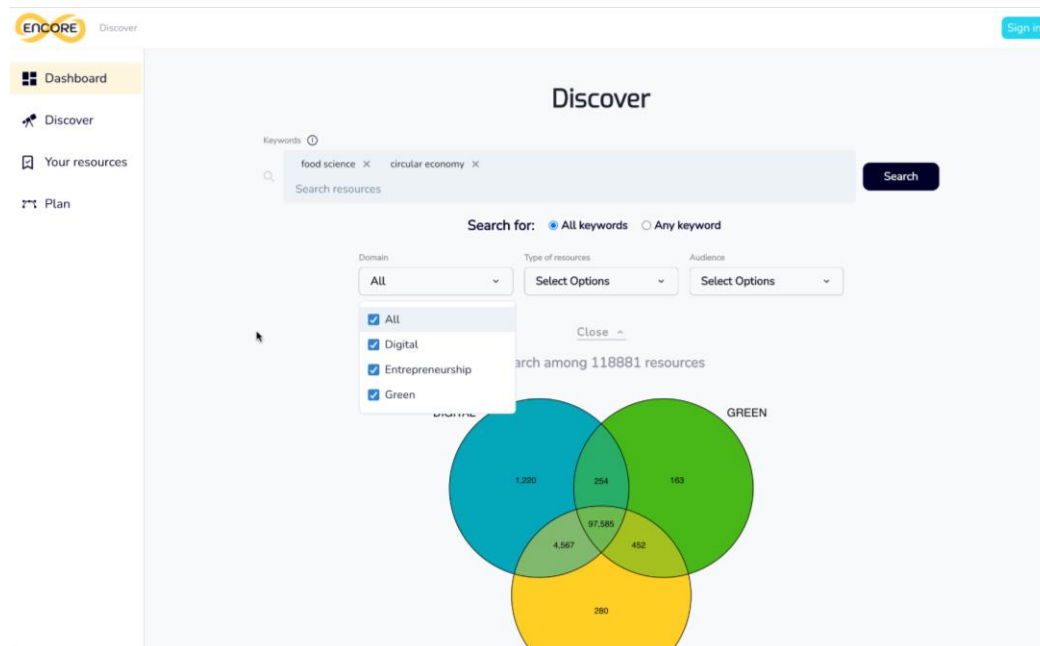 ENCORE Discover Sign in
Dashboard
Discover
Your resources
Plan
Discover
Keywords
food science × circular economy ×
Search resources
Search
Search for: All keywords Any keyword
Domain Type of resources Audience
All Select Options Select Options
All
Digital
Entrepreneurship
Green
Close
arch among 118881 resources
DIGITAL GREEN
1,220 254 163
97,585
4,567 452
280